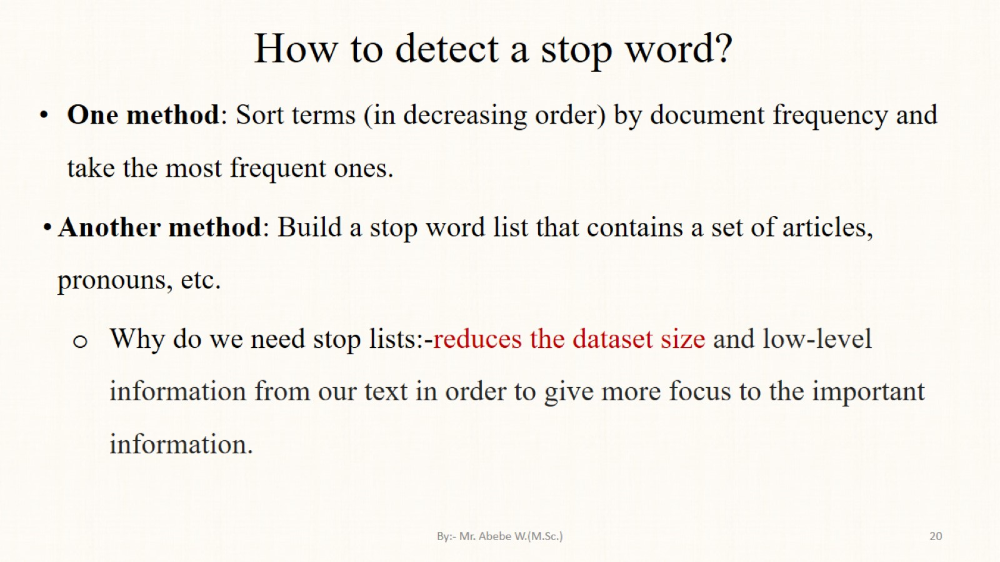 How to detect a stop word?
• One method: Sort terms (in decreasing order) by document frequency and
take the most frequent ones.
• Another method: Build a stop word list that contains a set of articles,
pronouns, etc.
o Why do we need stop lists:-reduces the dataset size and low-level
information from our text in order to give more focus to the important
information.
By:- Mr. Abebe W.(M.Sc.) 20